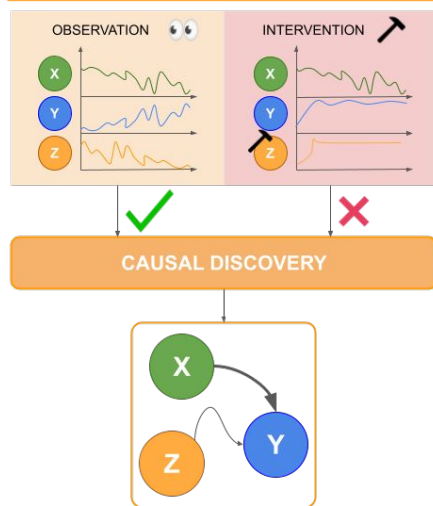 OBSERVATION
INTERVENTION
X
Y
Z
X
Y
Z
CAUSAL DISCOVERY
X
Z
Y